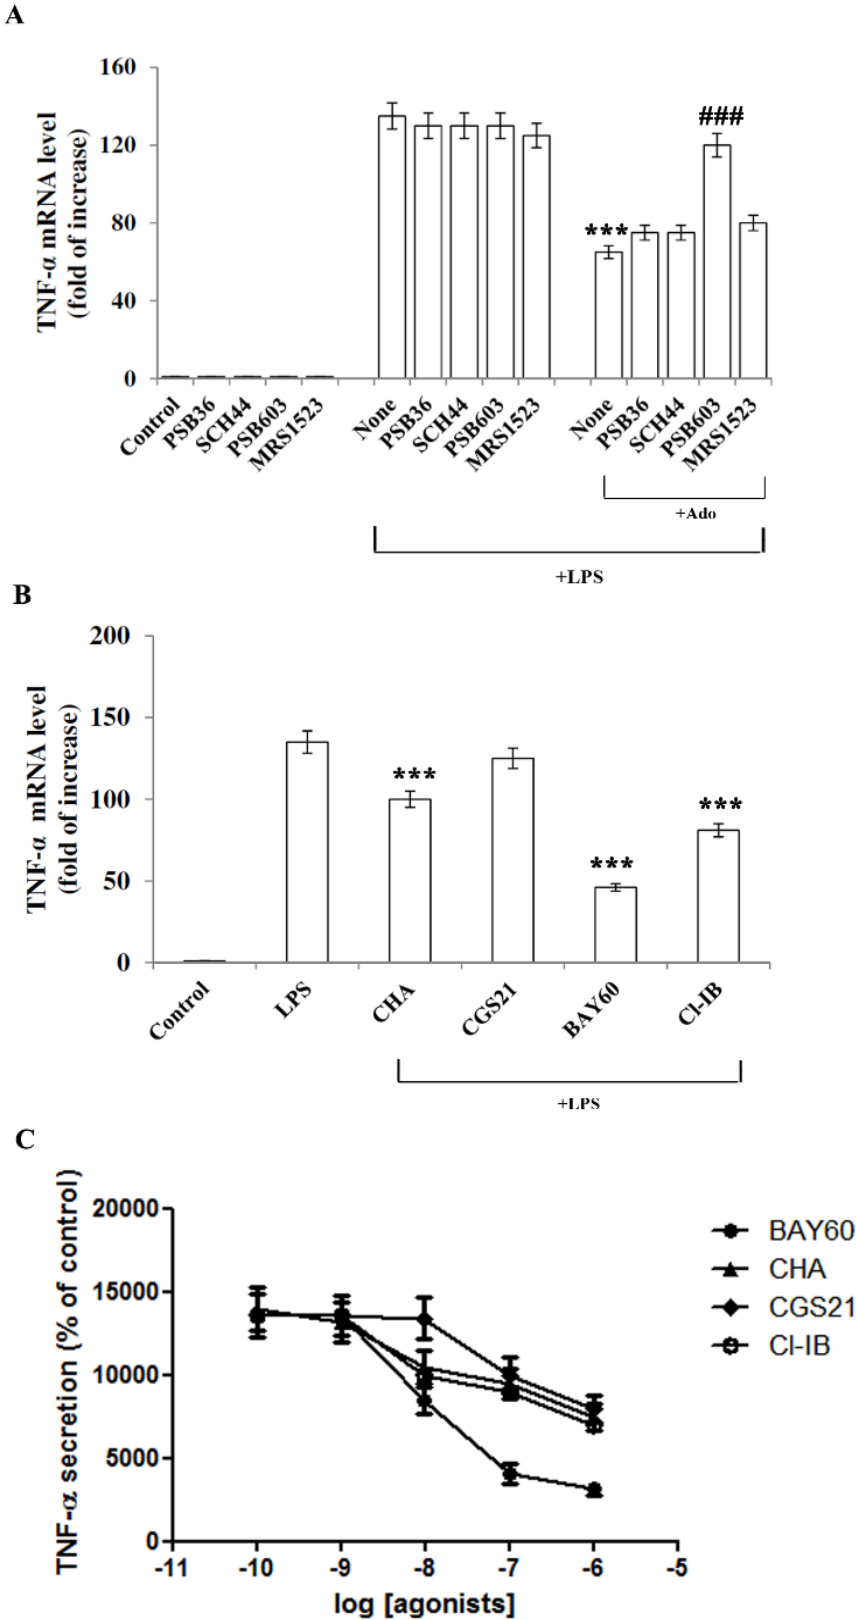 A
TNF-α mRNA level
(fold of increase)
160
120
80
40
0
***
###
Control
PSB36
SCH44
PSB603
MRS1523
None
PSB36
SCH44
PSB603
MRS1523
None
PSB36
SCH44
PSB603
MRS1523
+Ado
+LPS
B
TNF-α mRNA level
(fold of increase)
200
150
100
50
0
***
***
***
Control
LPS
CHA
CGS21
BAY60
Cl-IB
+LPS
C
TNF-α secretion (% of control)
20000
15000
10000
5000
0
-11
-10
-9
-8
-7
-6
-5
log [agonists]
BAY60
CHA
CGS21
Cl-IB